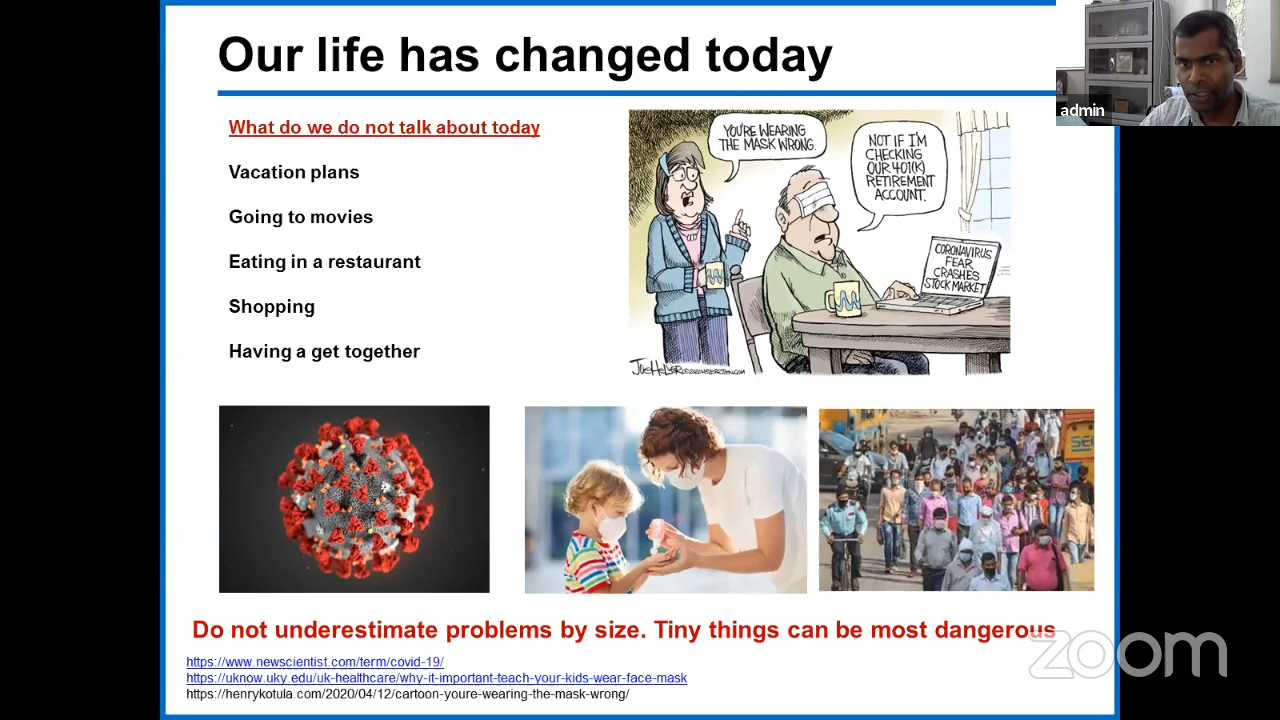 Our life has changed today
admin
What do we do not talk about today
Vacation plans
Going to movies
Eating in a restaurant
Shopping
Having a get together
YOU'RE WEARING
THE MASK WRONG.
NOT IF I'M
CHECKING
OUR 401(K)
RETIREMENT
ACCOUNT.
CORONAVIRUS
FEAR
CRASHES
STOCK MARKET
Do not underestimate problems by size. Tiny things can be most dangerous
zoom
https://www.newscientist.com/term/covid-19/
https://uknow.uky.edu/uk-healthcare/why-it-important-teach-your-kids-wear-face-mask
https://henrykotula.com/2020/04/12/cartoon-youre-wearing-the-mask-wrong/